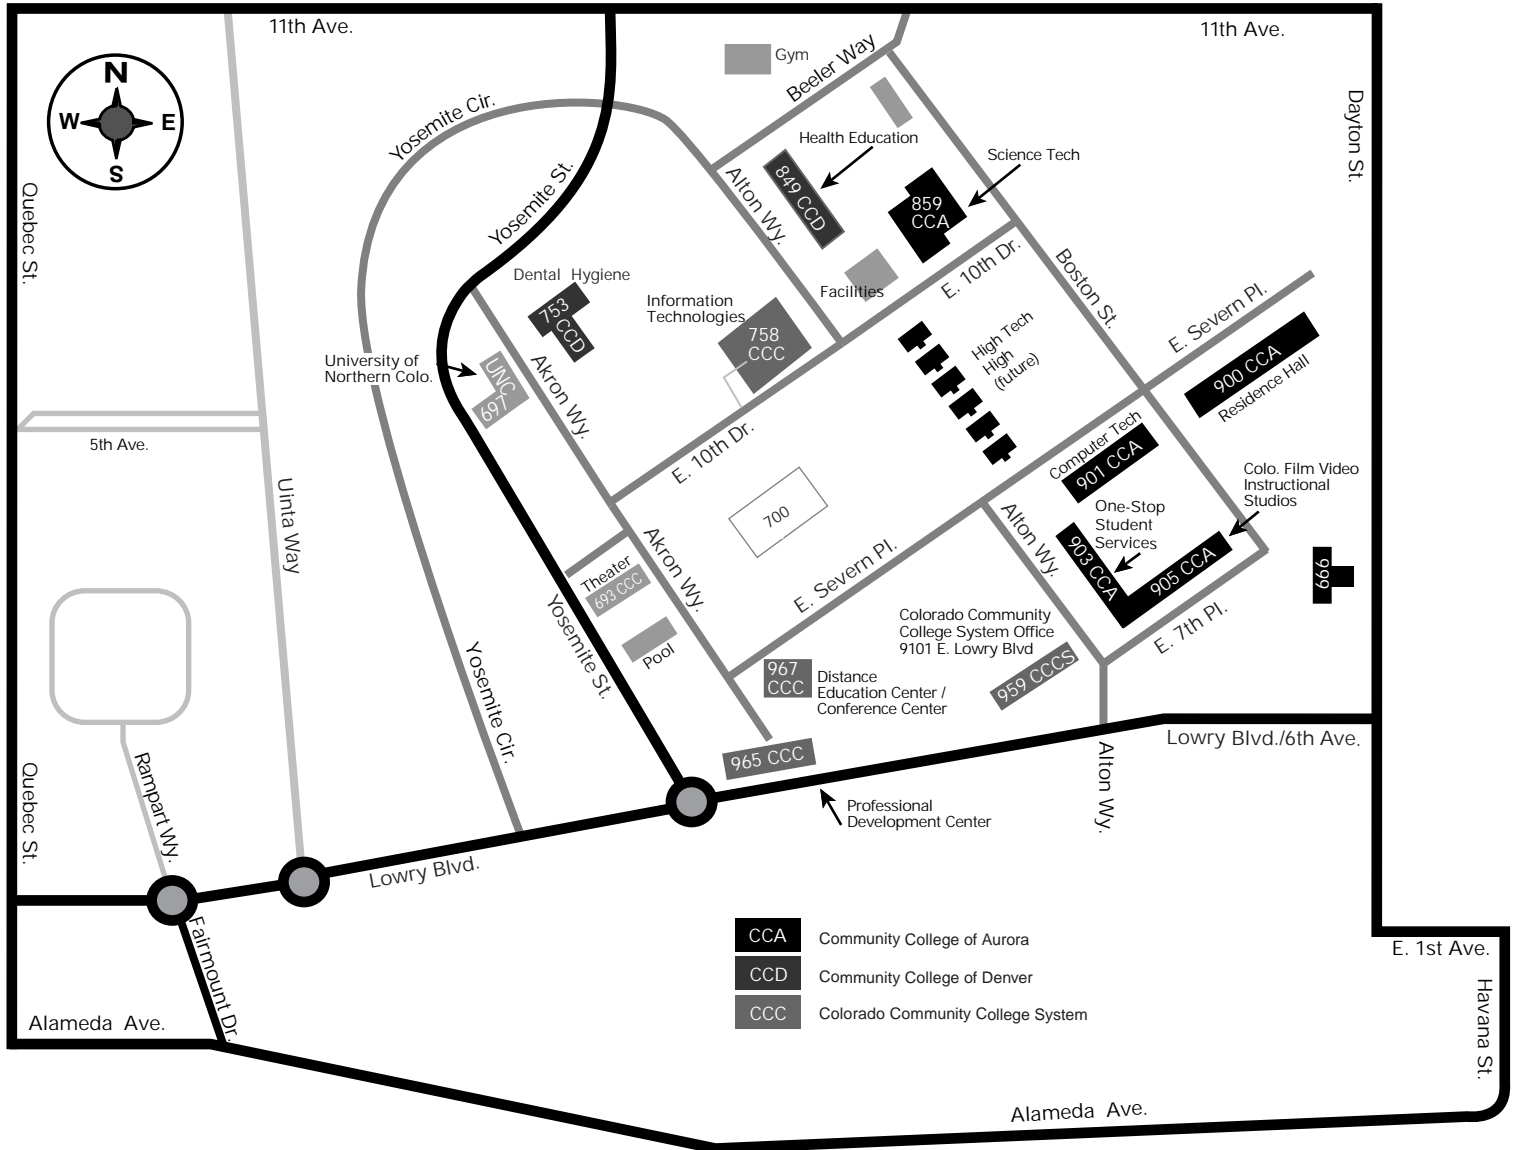 11th Ave.
11th Ave.
N
W
E
S
Gym
Beeler Way
Dayton St.
Yosemite Cir.
Health Education
Science Tech
849 CCD
859
CCA
Alton Wy.
Yosemite St.
Quebec St.
E. 10th Dr.
Boston St.
Facilities
Dental Hygiene
753
CCD
Information
Technologies
758
CCC
High Tech
High
(future)
E. Severn Pl.
900 CCA
Residence Hall
University of
Northern Colo.
UNC
697
Akron Wy.
E. 10th Dr.
5th Ave.
Uinta Way
Computer Tech
901 CCA
Colo. Film Video
Instructional
Studios
One-Stop
Student
Services
700
Alton Wy.
903 CCA
905 CCA
999
Akron Wy.
E. Severn Pl.
Theater
693 CCC
Pool
Yosemite St.
E. 7th Pl.
Colorado Community
College System Office
9101 E. Lowry Blvd
959 CCCS
967
CCC
Distance
Education Center /
Conference Center
Yosemite Cir.
965 CCC
Lowry Blvd./6th Ave.
Alton Wy.
Rampart Wy.
Quebec St.
Professional
Development Center
Lowry Blvd.
Fairmount Dr.
CCA
Community College of Aurora
CCD
Community College of Denver
CCC
Colorado Community College System
E. 1st Ave.
Havana St.
Alameda Ave.
Alameda Ave.